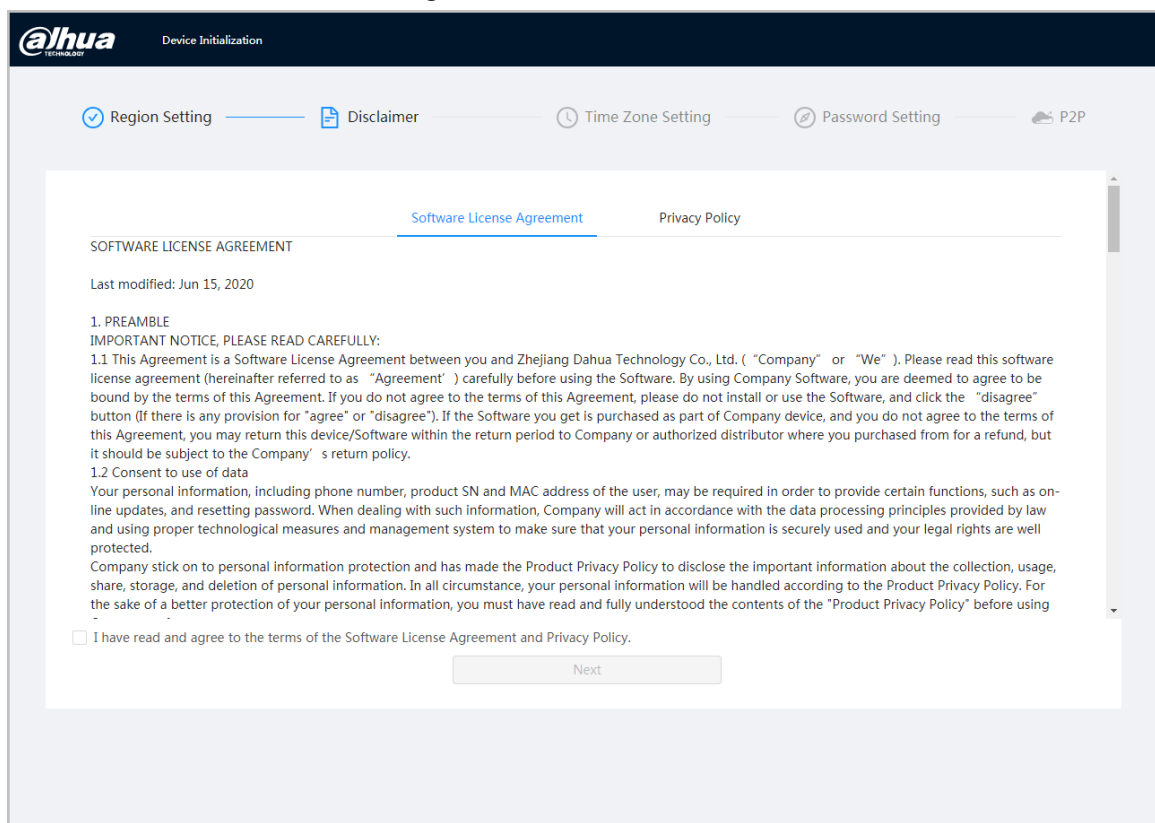 alhua
TECHNOLOGY
Device Initialization
Region Setting
Disclaimer
Time Zone Setting
Password Setting
P2P
Software License Agreement
Privacy Policy
SOFTWARE LICENSE AGREEMENT
Last modified: Jun 15, 2020
1. PREAMBLE
IMPORTANT NOTICE, PLEASE READ CAREFULLY:
1.1 This Agreement is a Software License Agreement between you and Zhejiang Dahua Technology Co., Ltd. ( “Company” or “We” ). Please read this software
license agreement (hereinafter referred to as “Agreement’ ) carefully before using the Software. By using Company Software, you are deemed to agree to be
bound by the terms of this Agreement. If you do not agree to the terms of this Agreement, please do not install or use the Software, and click the “disagree”
button (If there is any provision for "agree" or "disagree"). If the Software you get is purchased as part of Company device, and you do not agree to the terms of
this Agreement, you may return this device/Software within the return period to Company or authorized distributor where you purchased from for a refund, but
it should be subject to the Company’ s return policy.
1.2 Consent to use of data
Your personal information, including phone number, product SN and MAC address of the user, may be required in order to provide certain functions, such as on-
line updates, and resetting password. When dealing with such information, Company will act in accordance with the data processing principles provided by law
and using proper technological measures and management system to make sure that your personal information is securely used and your legal rights are well
protected.
Company stick on to personal information protection and has made the Product Privacy Policy to disclose the important information about the collection, usage,
share, storage, and deletion of personal information. In all circumstance, your personal information will be handled according to the Product Privacy Policy. For
the sake of a better protection of your personal information, you must have read and fully understood the contents of the "Product Privacy Policy" before using
I have read and agree to the terms of the Software License Agreement and Privacy Policy.
Next